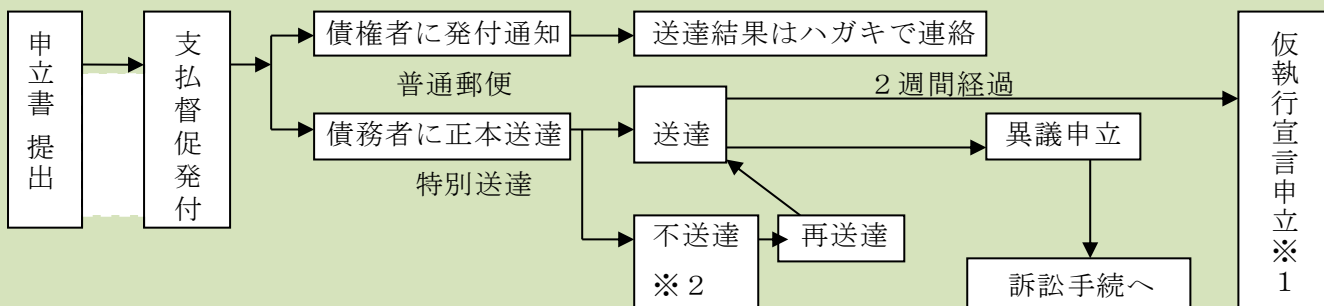 申立書 提出
支払督促発付
債権者に発付通知
送達結果はハガキで連絡
普通郵便
２週間経過
債務者に正本送達
送達
異議申立
特別送達
不送達
※２
再送達
訴訟手続へ
仮執行宣言申立※１